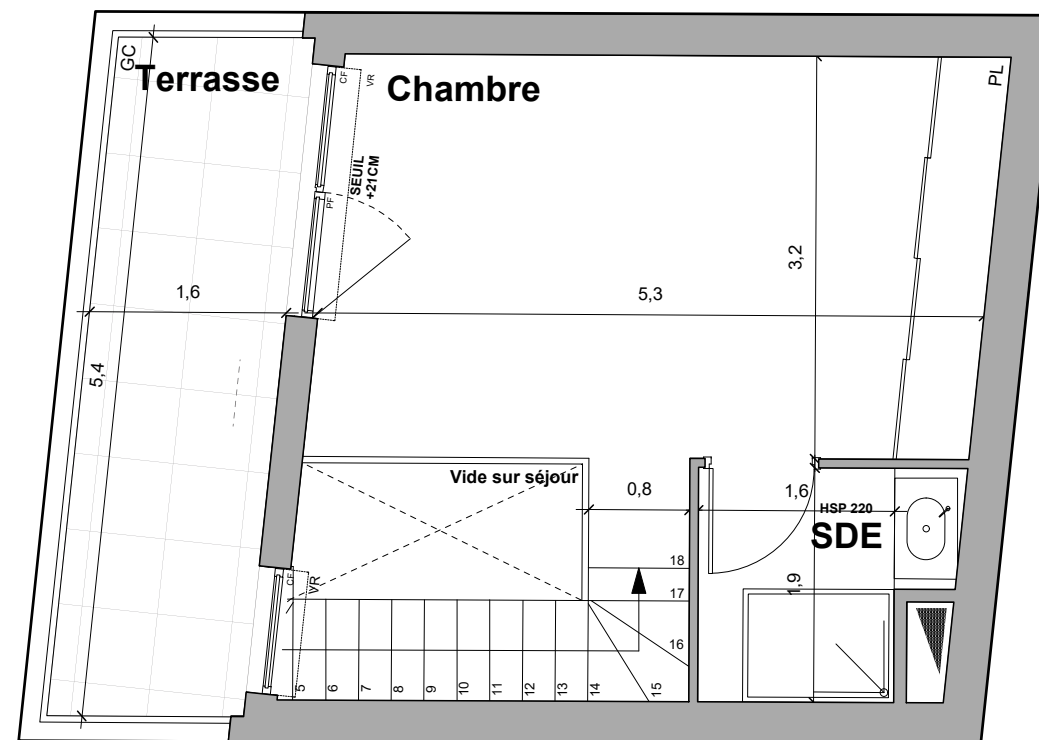 GC
Terrasse
CF
VR
Chambre
PL
SEUIL
+21CM
PF
3,2
1,6
5,3
5,4
Vide sur séjour
0,8
1,6
HSP 220
SDE
1,9
CF
VR
18
17
16
5
6
7
8
9
10
11
12
13
14
15